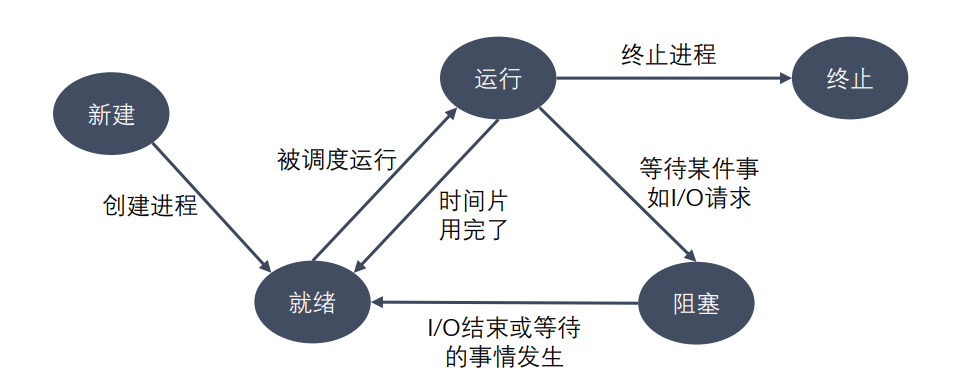 终止进程
运行
终止
新建
被调度运行
等待某件事
如I/O请求
创建进程
时间片
用完了
就绪
阻塞
I/O结束或等待
的事情发生